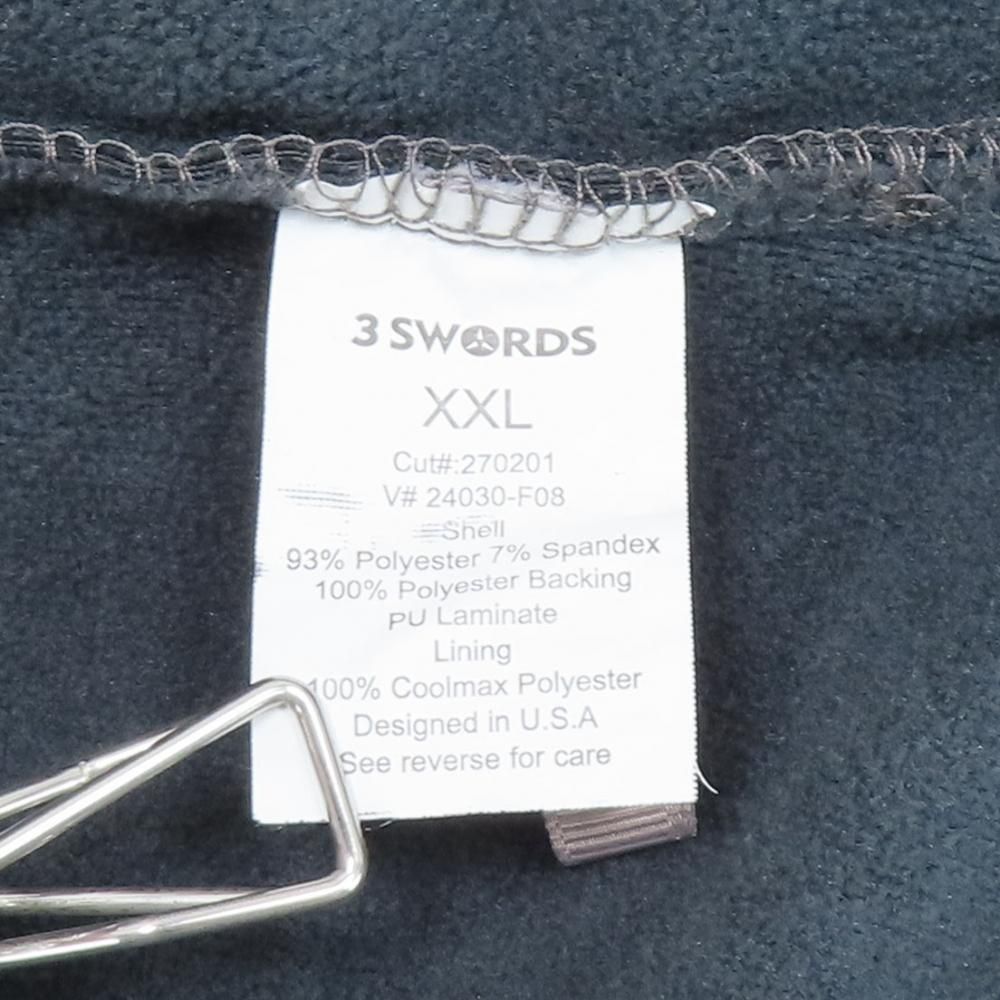 3 SWORDS
XXL
Cut#:270201
V# 24030-F08
Shell
93% Polyester 7% Spandex
100% Polyester Backing
PU Laminate
Lining
100% Coolmax Polyester
Designed in U.S.A
See reverse for care